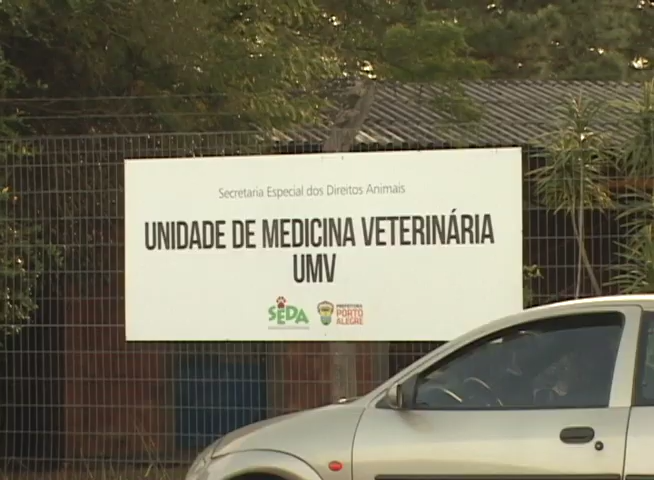 Secretaria Especial dos Direitos Animais
UNIDADE DE MEDICINA VETERINÁRIA
UMV
SEDA
PREFEITURA
PORTO
ALEGRE